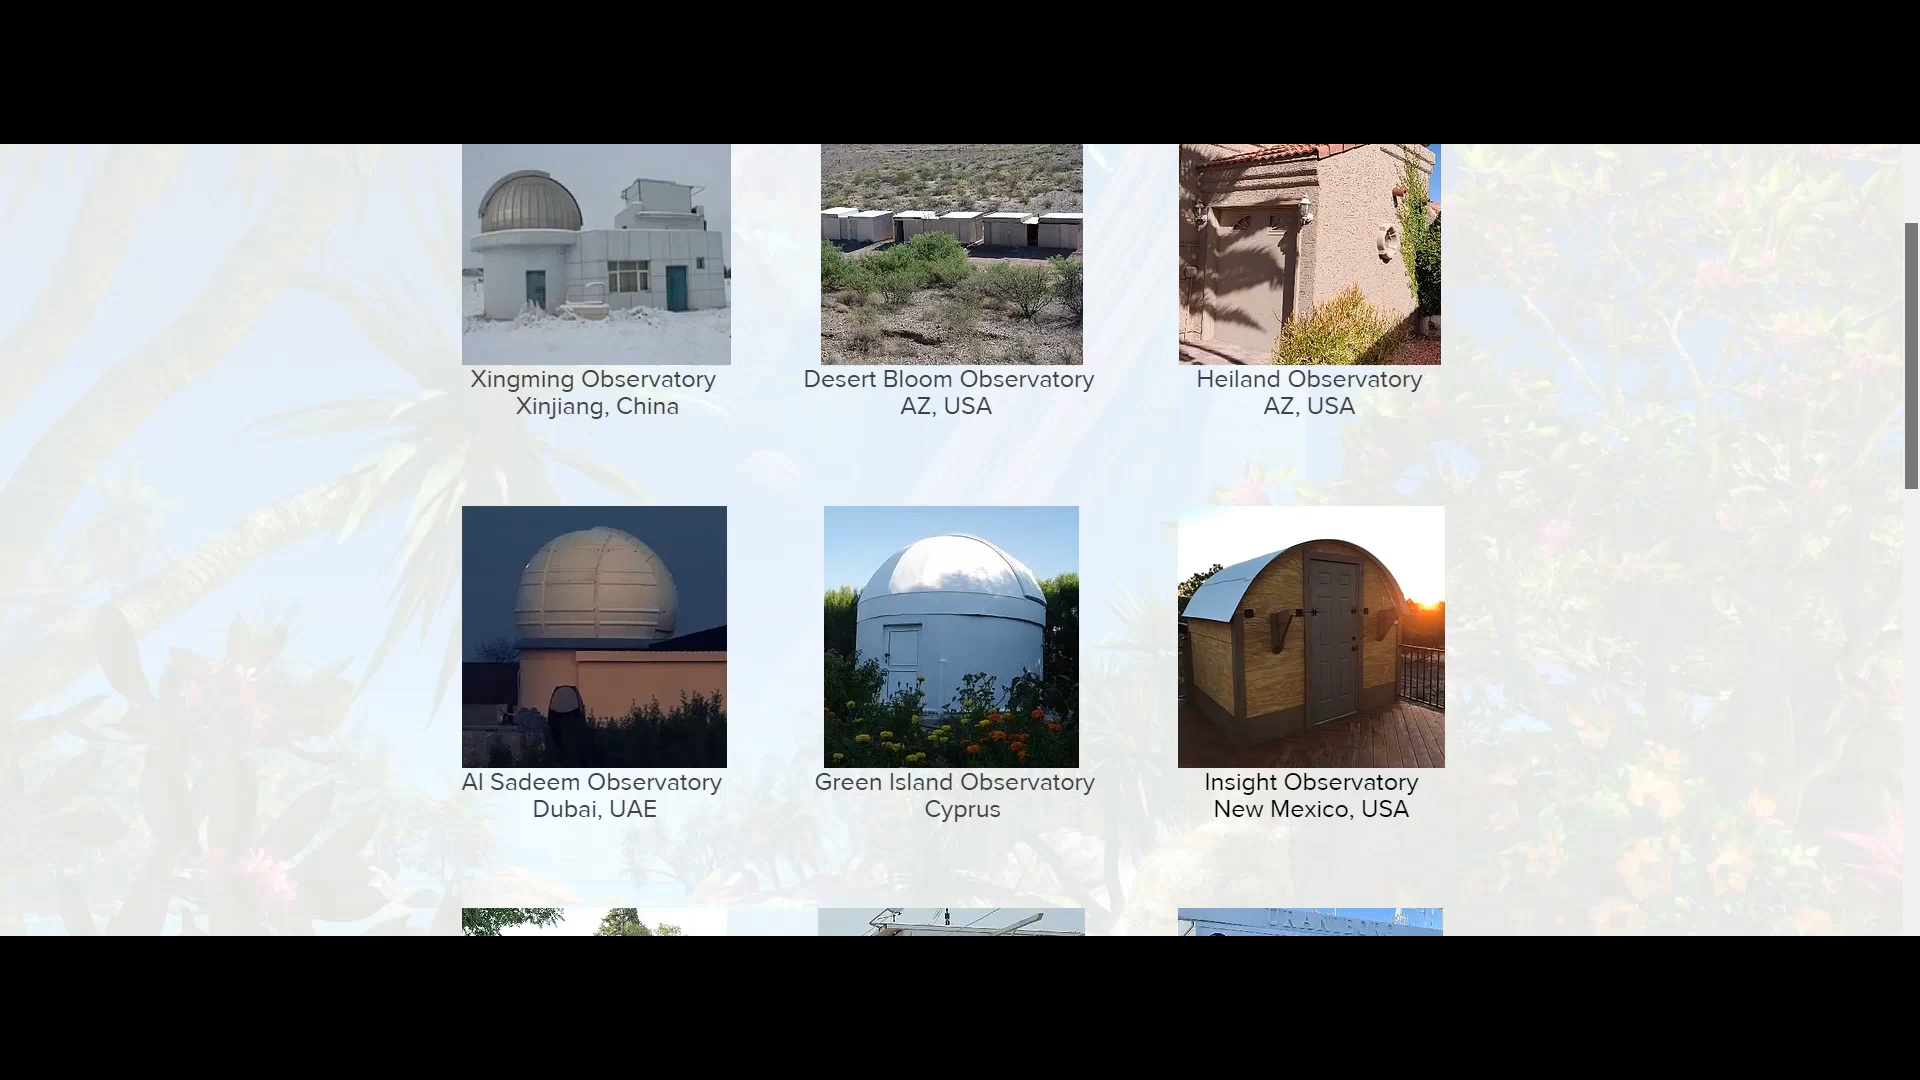 Xingming Observatory
Xinjiang, China
Desert Bloom Observatory
AZ, USA
Heiland Observatory
AZ, USA
Al Sadeem Observatory
Dubai, UAE
Green Island Observatory
Cyprus
Insight Observatory
New Mexico, USA